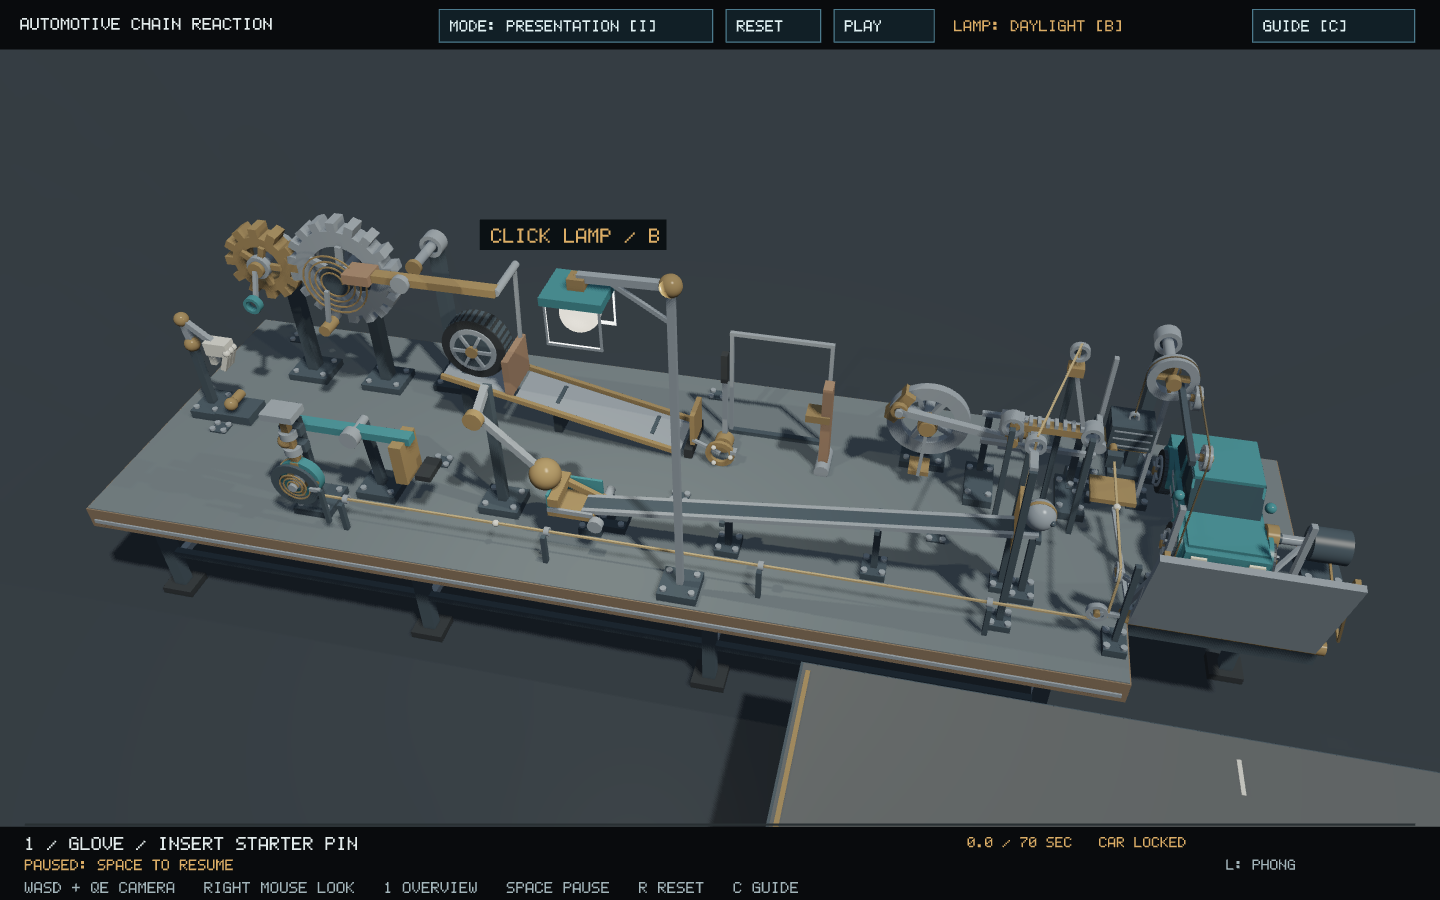 AUTOMOTIVE CHAIN REACTION
MODE: PRESENTATION [I]
RESET
PLAY
LAMP: DAYLIGHT [B]
GUIDE [C]
CLICK LAMP / B
1 / GLOVE / INSERT STARTER PIN
0.0 / 70 SEC
CAR LOCKED
PAUSED: SPACE TO RESUME
L: PHONG
WASD + QE CAMERA
RIGHT MOUSE LOOK
1 OVERVIEW
SPACE PAUSE
R RESET
C GUIDE